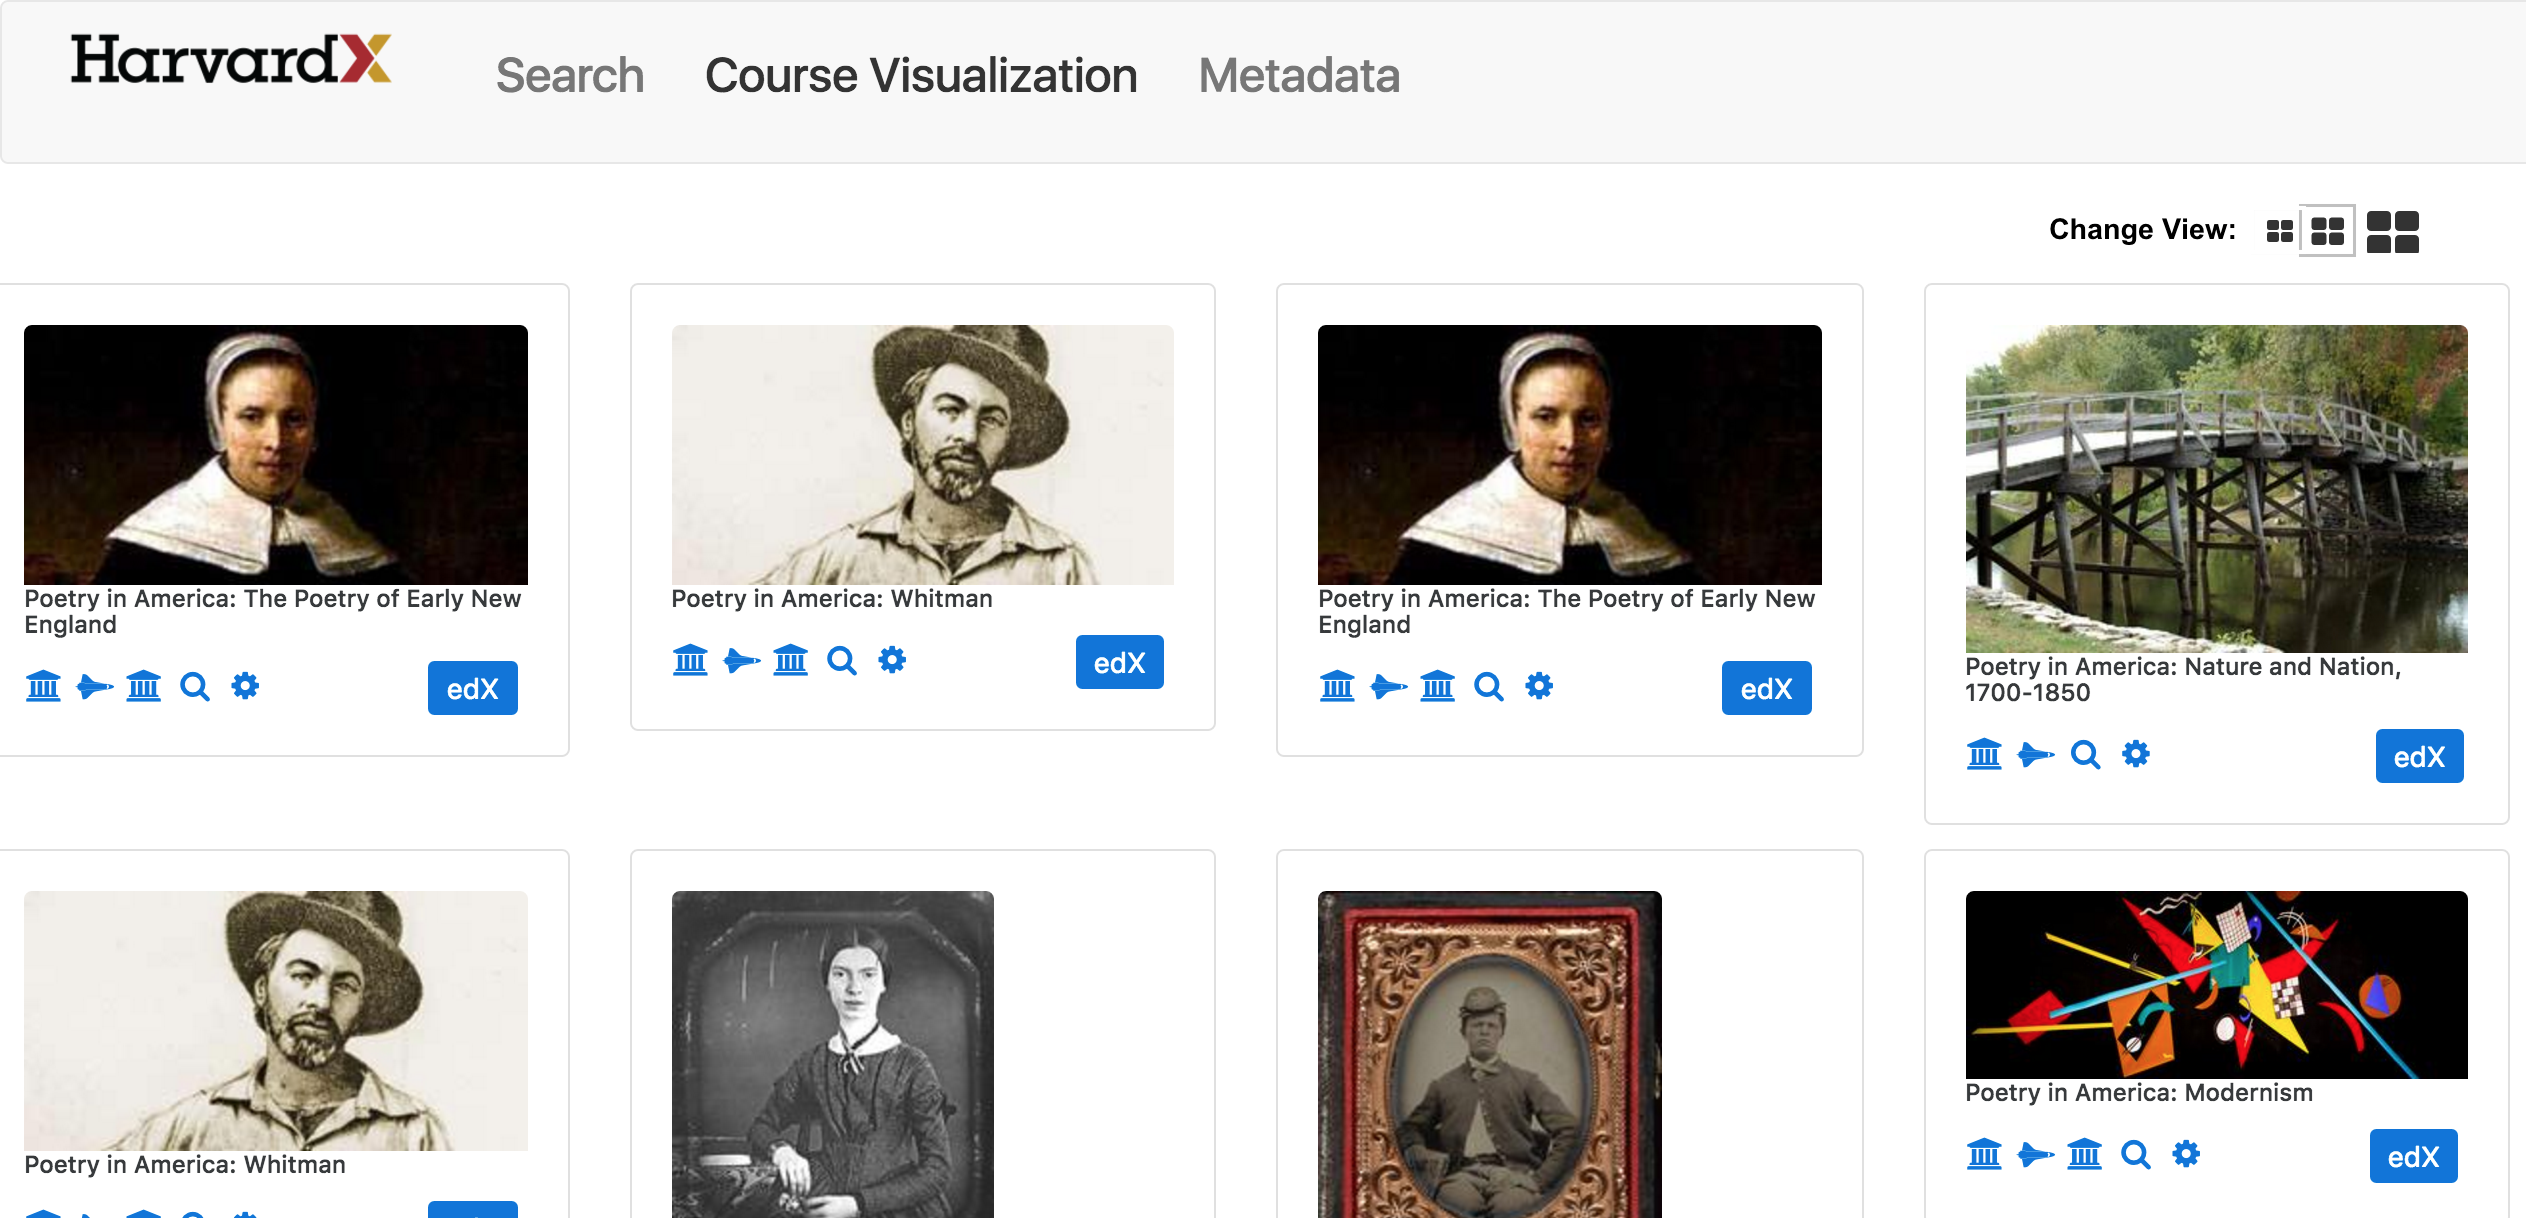 HarvardX
Search Course Visualization Metadata
Change View:
Poetry in America: The Poetry of Early New
England
edX
Poetry in America: Whitman
edX
Poetry in America: The Poetry of Early New
England
edX
Poetry in America: Nature and Nation,
1700-1850
edX
Poetry in America: Whitman
Poetry in America: Modernism
edX